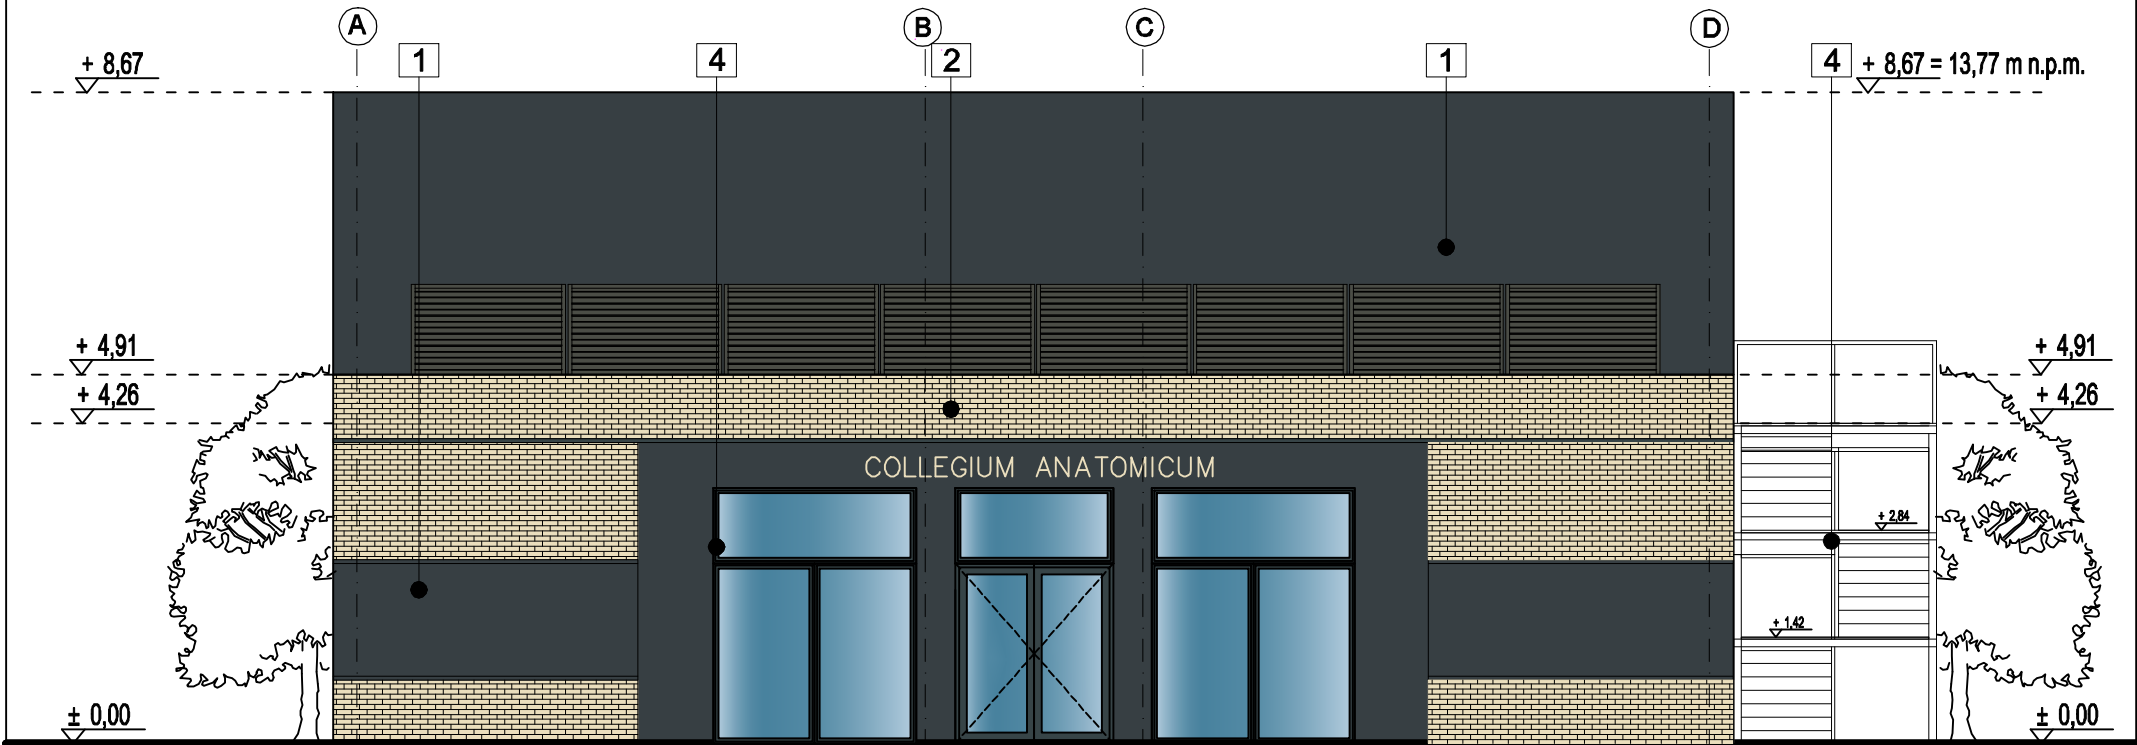 A B C D
1 4 2 1 4
+ 8,67 + 8,67 = 13,77 m n.p.m.
+ 4,91 + 4,91
+ 4,26 + 4,26
COLLEGIUM ANATOMICUM
+ 2,84
+ 1,42
± 0,00 ± 0,00